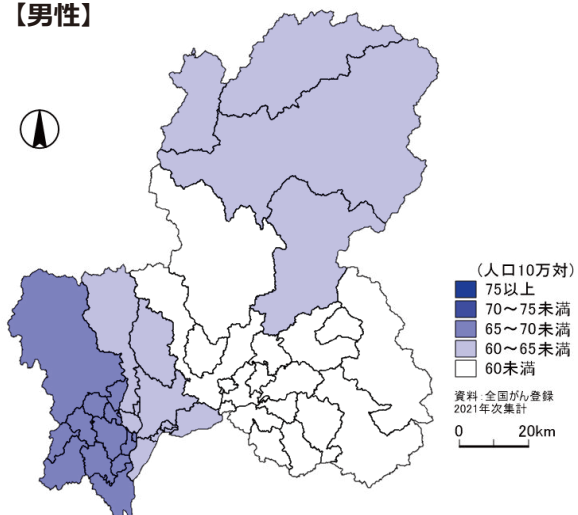 【男性】
(人口10万対)
75以上
70～75未満
65～70未満
60～65未満
60未満
資料:全国がん登録
2021年次集計
0 20km